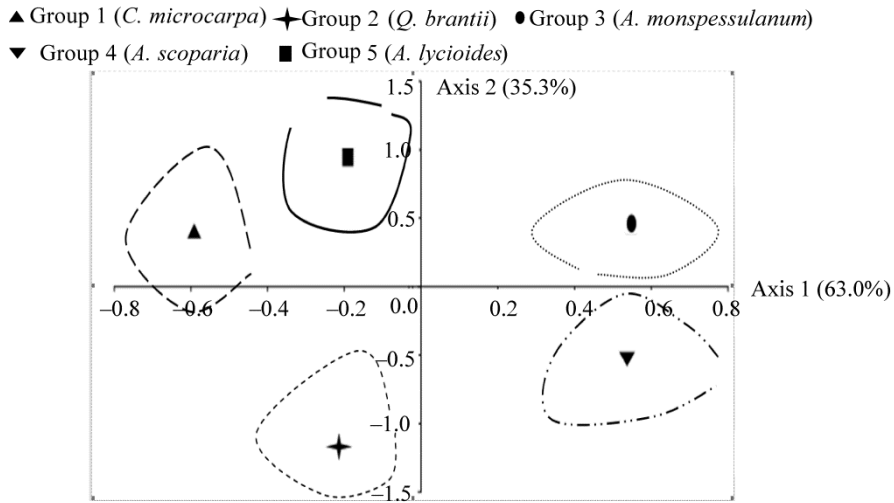 Group 1 (C. microcarpa) Group 2 (Q. brantii) Group 3 (A. monspessulanum)
Group 4 (A. scoparia) Group 5 (A. lycioides)
1.5
Axis 2 (35.3%)
1.0
0.5
Axis 1 (63.0%)
–0.8 –0.6 –0.4 –0.2 0.0 0.2 0.4 0.6 0.8
–0.5
–1.0
–1.5